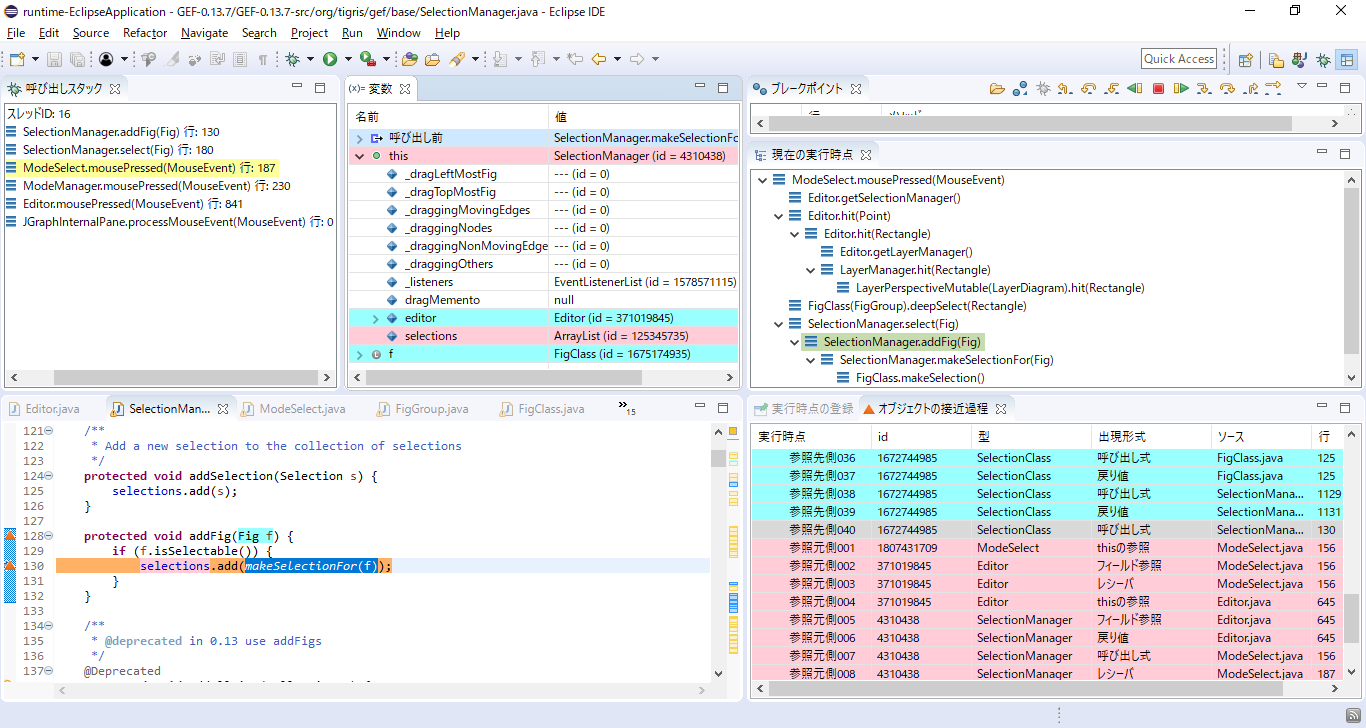 runtime-EclipseApplication - GEF-0.13.7/GEF-0.13.7-src/org/tigris/gef/base/SelectionManager.java - Eclipse IDE
File Edit Source Refactor Navigate Search Project Run Window Help
Quick Access
呼び出しスタック
スレッドID: 16
SelectionManager.addFig(Fig) 行: 130
SelectionManager.select(Fig) 行: 180
ModeSelect.mousePressed(MouseEvent) 行: 187
ModeManager.mousePressed(MouseEvent) 行: 230
Editor.mousePressed(MouseEvent) 行: 841
JGraphInternalPane.processMouseEvent(MouseEvent) 行: 0
(x)= 変数
名前 値
呼び出し前 SelectionManager.makeSelectionFo
this SelectionManager (id = 4310438)
_dragLeftMostFig --- (id = 0)
_dragTopMostFig --- (id = 0)
_draggingMovingEdges --- (id = 0)
_draggingNodes --- (id = 0)
_draggingNonMovingEdge --- (id = 0)
_draggingOthers --- (id = 0)
_listeners EventListenerList (id = 1578571115)
dragMemento null
editor Editor (id = 371019845)
selections ArrayList (id = 125345735)
f FigClass (id = 1675174935)
ブレークポイント
現在の実行時点
ModeSelect.mousePressed(MouseEvent)
Editor.getSelectionManager()
Editor.hit(Point)
Editor.hit(Rectangle)
Editor.getLayerManager()
LayerManager.hit(Rectangle)
LayerPerspectiveMutable(LayerDiagram).hit(Rectangle)
FigClass(FigGroup).deepSelect(Rectangle)
SelectionManager.select(Fig)
SelectionManager.addFig(Fig)
SelectionManager.makeSelectionFor(Fig)
FigClass.makeSelection()
Editor.java SelectionMan... ModeSelect.java FigGroup.java FigClass.java »15
121 /**
122 * Add a new selection to the collection of selections
123 */
124 protected void addSelection(Selection s) {
125 selections.add(s);
126 }
127
128 protected void addFig(Fig f) {
129 if (f.isSelectable()) {
130 selections.add(makeSelectionFor(f));
131 }
132 }
133
134 /**
135 * @deprecated in 0.13 use addFigs
136 */
137 @Deprecated
実行時点の登録 オブジェクトの接近過程
実行時点 id 型 出現形式 ソース 行
参照先側036 1672744985 SelectionClass 呼び出し式 FigClass.java 125
参照先側037 1672744985 SelectionClass 戻り値 FigClass.java 125
参照先側038 1672744985 SelectionClass 呼び出し式 SelectionMana... 1129
参照先側039 1672744985 SelectionClass 戻り値 SelectionMana... 1131
参照先側040 1672744985 SelectionClass 呼び出し式 SelectionMana... 130
参照元側001 1807431709 ModeSelect thisの参照 ModeSelect.java 156
参照元側002 371019845 Editor フィールド参照 ModeSelect.java 156
参照元側003 371019845 Editor レシーバ ModeSelect.java 156
参照元側004 371019845 Editor thisの参照 Editor.java 645
参照元側005 4310438 SelectionManager フィールド参照 Editor.java 645
参照元側006 4310438 SelectionManager 戻り値 Editor.java 645
参照元側007 4310438 SelectionManager 呼び出し式 ModeSelect.java 156
参照元側008 4310438 SelectionManager レシーバ ModeSelect.java 187